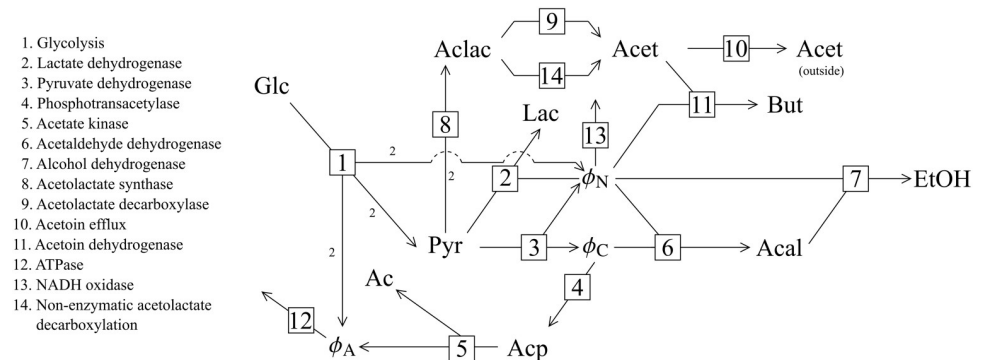 1. Glycolysis
2. Lactate dehydrogenase
3. Pyruvate dehydrogenase
4. Phosphotransacetylase
5. Acetate kinase
6. Acetaldehyde dehydrogenase
7. Alcohol dehydrogenase
8. Acetolactate synthase
9. Acetolactate decarboxylase
10. Acetoin efflux
11. Acetoin dehydrogenase
12. ATPase
13. NADH oxidase
14. Non-enzymatic acetolactate
decarboxylation
9
Aclac
Acet
10
Acet
(outside)
14
Glc
11
But
Lac
8
13
2
1
2
2
ϕN
7
EtOH
2
Pyr
3
ϕC
6
Acal
2
4
Ac
12
ϕA
5
Acp